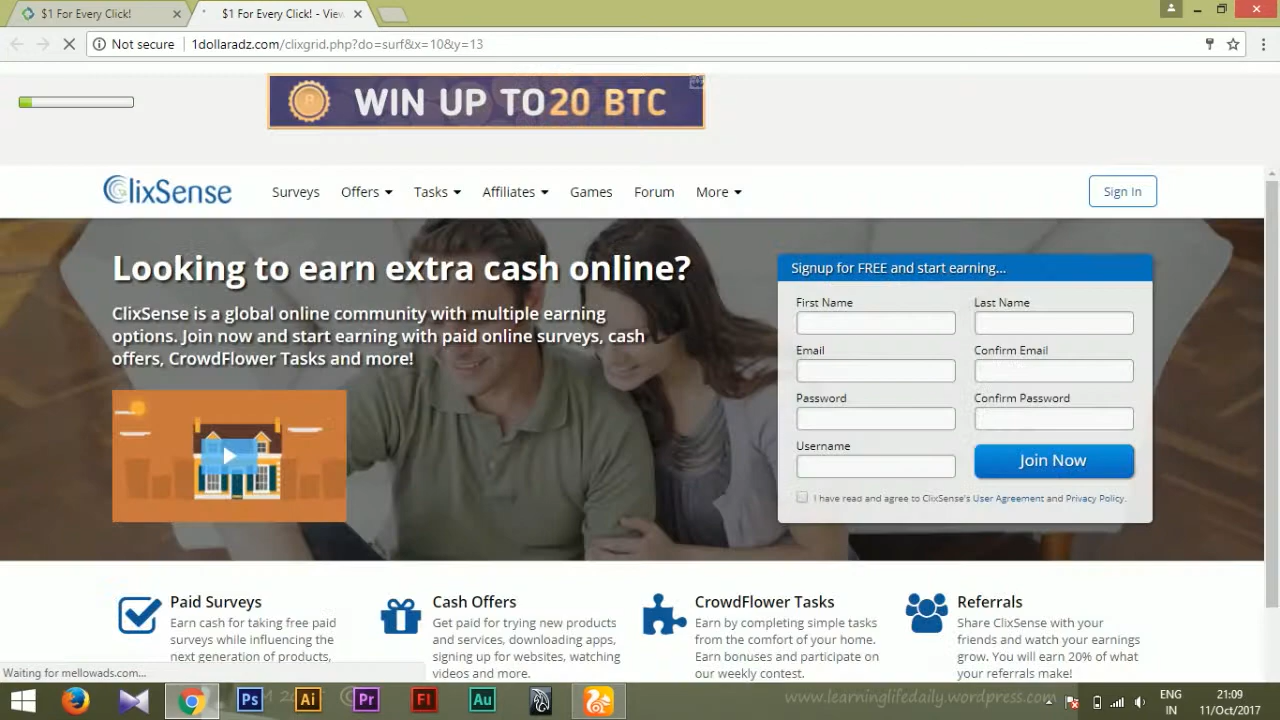 $1 For Every Click!
$1 For Every Click! - View
Not secure
1dollaradz.com/clixgrid.php?do=surf&x=10&y=13
WIN UP TO 20 BTC
ClixSense
Surveys
Offers
Tasks
Affiliates
Games
Forum
More
Sign In
Looking to earn extra cash online?
ClixSense is a global online community with multiple earning
options. Join now and start earning with paid online surveys, cash
offers, CrowdFlower Tasks and more!
Signup for FREE and start earning...
First Name
Last Name
Email
Confirm Email
Password
Confirm Password
Username
Join Now
I have read and agree to ClixSense's User Agreement and Privacy Policy.
Paid Surveys
Earn cash for taking free paid
surveys while influencing the
next generation of products,
Cash Offers
Get paid for trying new products
and services, downloading apps,
signing up for websites, watching
videos and more.
CrowdFlower Tasks
Earn by completing simple tasks
from the comfort of your home.
Earn bonuses and participate on
our weekly contest.
Referrals
Share ClixSense with your
friends and watch your earnings
grow. You will earn 20% of what
your referrals make!
Waiting for mellowads.com...
Ps
Ai
Pr
Fl
Au
www.learninglifedaily.wordpress.com
ENG
IN
21:09
11/Oct/2017